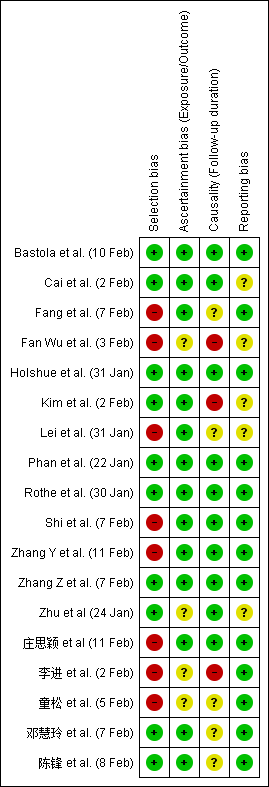 Selection bias
Ascertainment bias (Exposure/Outcome)
Causality (Follow-up duration)
Reporting bias
Bastola et al. (10 Feb) + + + +
Cai et al. (2 Feb) + + + ?
Fang et al. (7 Feb) - + ? +
Fan Wu et al. (3 Feb) - ? - ?
Holshue et al. (31 Jan) + + + +
Kim et al. (2 Feb) + + - ?
Lei et al. (31 Jan) - + ? ?
Phan et al. (22 Jan) + + + +
Rothe et al. (30 Jan) + + + +
Shi et al. (7 Feb) - + + +
Zhang Y et al. (11 Feb) - + + +
Zhang Z et al. (7 Feb) + + + +
Zhu et al (24 Jan) + ? + ?
庄思颖 et al (11 Feb) - + + +
李进 et al. (2 Feb) - ? - +
童松 et al. (5 Feb) - ? ? +
邓慧玲 et al. (7 Feb) + + ? +
陈锋 et al. (8 Feb) + + ? +